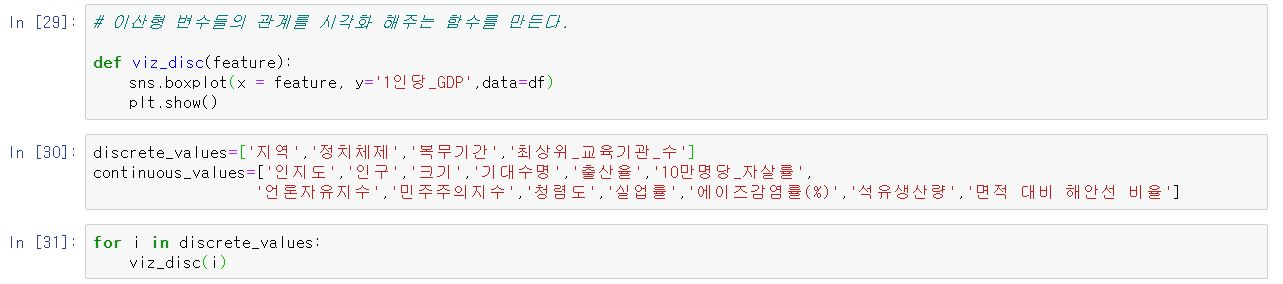 In [29]:
# 이산형 변수들의 관계를 시각화 해주는 함수를 만든다.
def viz_disc(feature):
    sns.boxplot(x = feature, y='1인당_GDP',data=df)
    plt.show()
In [30]:
discrete_values=['지역','정치체제','복무기간','최상위_교육기관_수']
continuous_values=['인지도','인구','크기','기대수명','출산율','10만명당_자살률',
                   '언론자유지수','민주주의지수','청렴도','실업률','에이즈감염률(%)','석유생산량','면적 대비 해안선 비율']
In [31]:
for i in discrete_values:
    viz_disc(i)